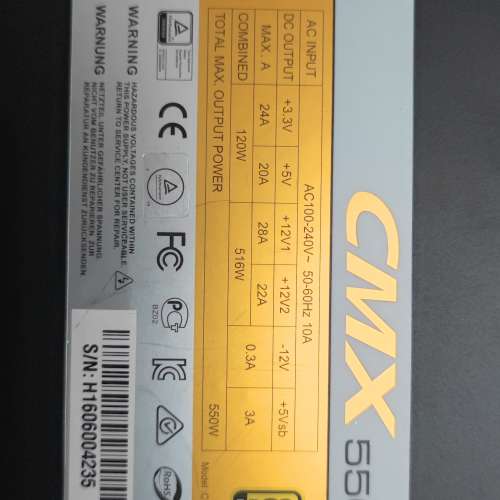 CMX 55
AC INPUT AC100-240V~ 50-60Hz 10A
DC OUTPUT +3.3V +5V +12V1 +12V2 -12V +5Vsb
MAX. A 24A 20A 28A 22A 0.3A 3A
COMBINED 120W 516W
TOTAL MAX. OUTPUT POWER 550W
CE
FC
PC
BZ02
RoHS
WARNING HAZARDOUS VOLTAGES CONTAINED WITHIN
THIS POWER SUPPLY, NOT USER SERVICEABLE.
RETURN TO SERVICE CENTER FOR REPAIR.
WARNUNG NETZTEIL UNTER GEFÄHRLICHER SPANNUNG
NICHT VOM BENUTZER ZU REPARIEREN. ZUR
REPARATUR AN KUNDENDIENST ZURÜCKSENDEN.
S/N: H1606004235